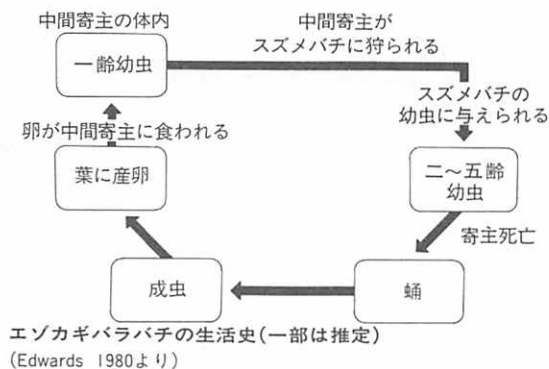 中間寄主の体内
一齢幼虫
中間寄主が
スズメバチに狩られる
スズメバチの
幼虫に与えられる
二〜五齢
幼虫
寄主死亡
蛹
成虫
葉に産卵
卵が中間寄主に食われる
エゾカギバラバチの生活史(一部は推定)
(Edwards 1980より)